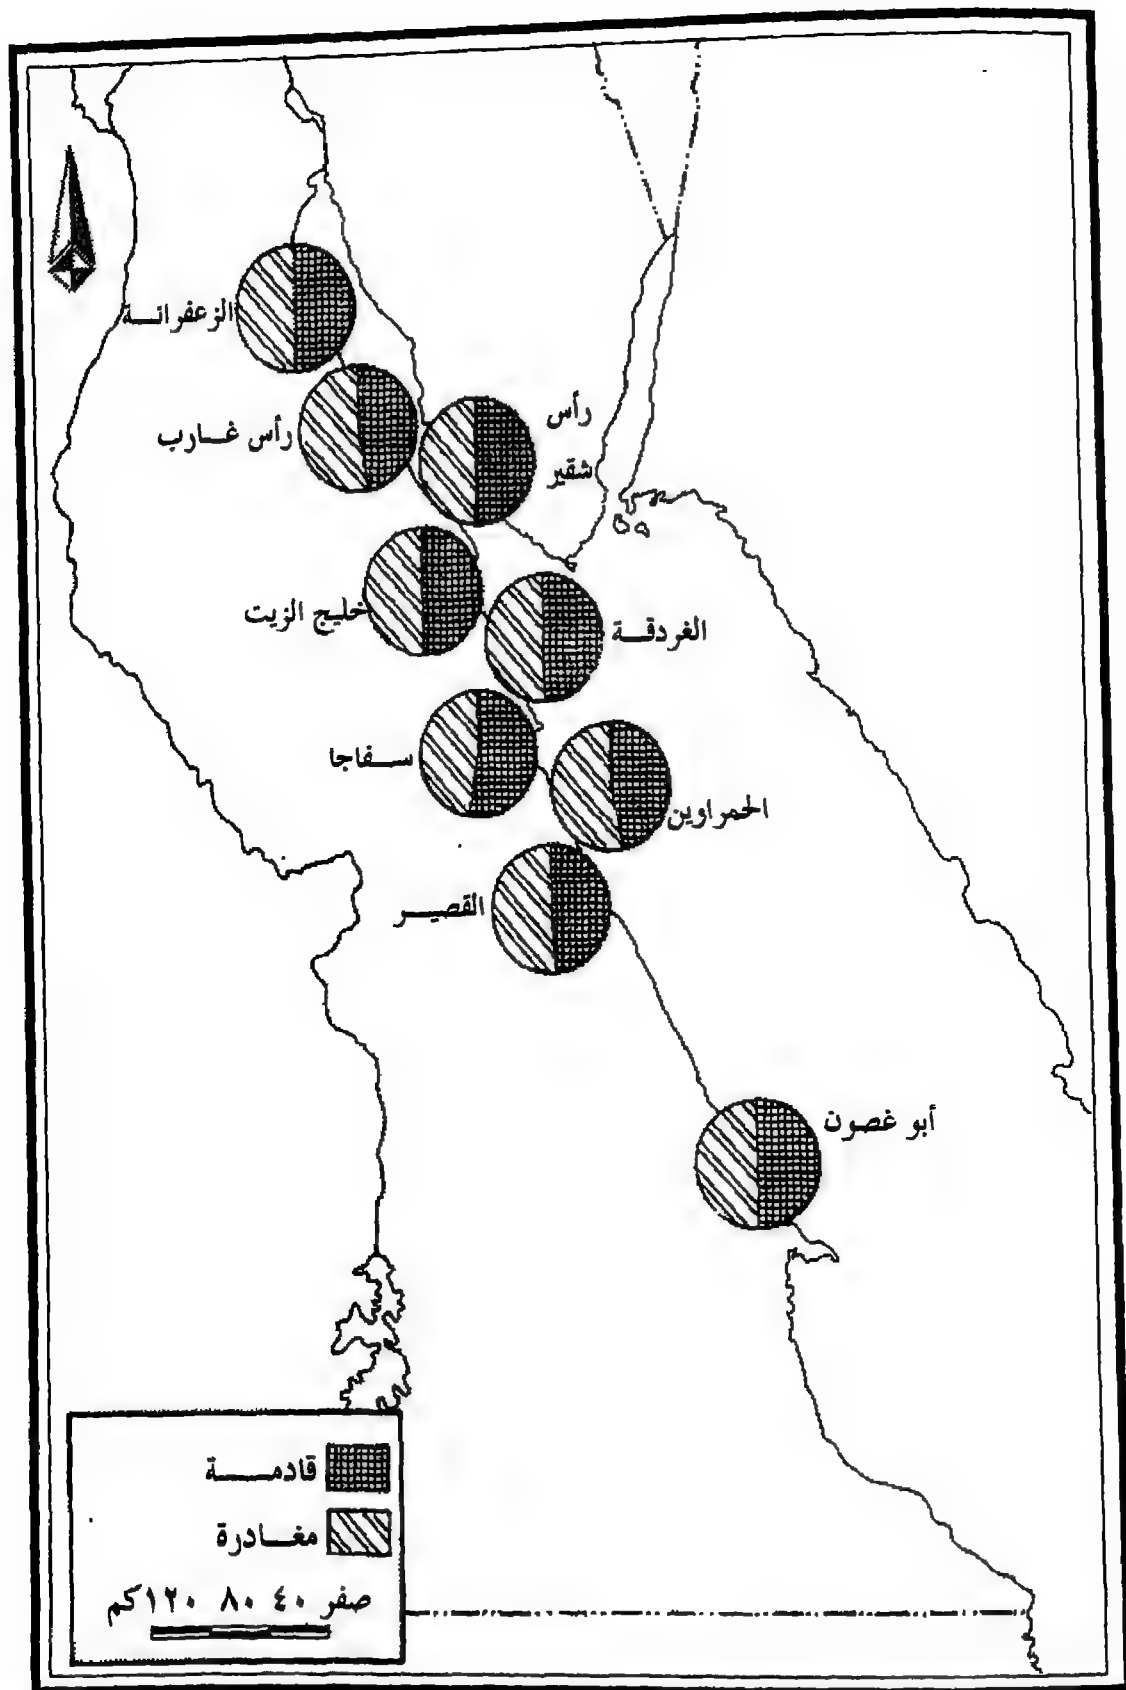 الزعفرانة
رأس غارب
رأس
شقير
خليج الزيت
الغردقة
سفاجا
الحمراوين
القصير
أبو غصون
قادمة
مغادرة
صفر ٤٠ ٨٠ ١٢٠كم